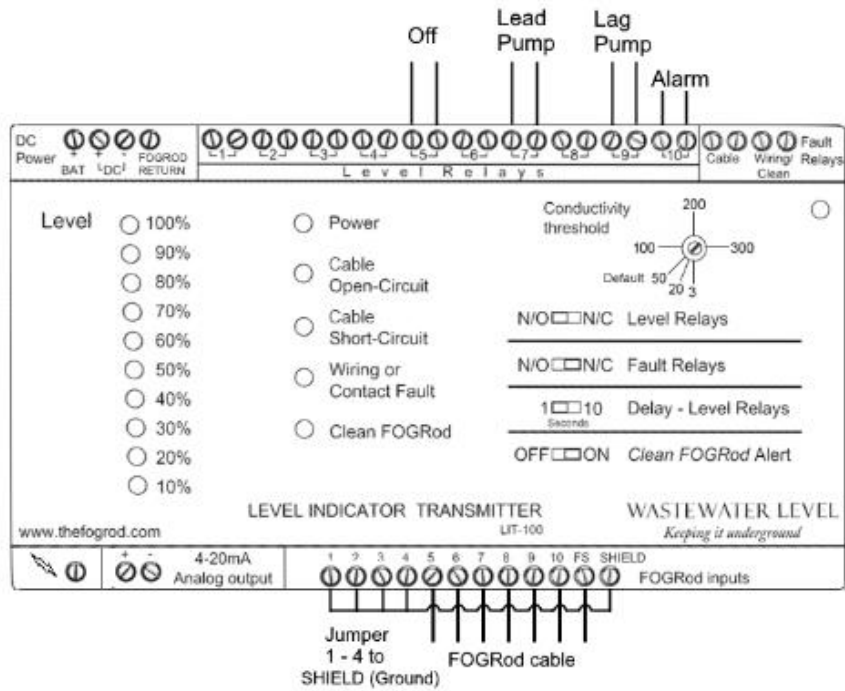 Off
Lead Pump
Lag Pump
Alarm
DC Power
+ + -
BAT DC FOGROD RETURN
1 2 3 4 5 6 7 8 9 10
Level Relays
Cable Wiring/ Clean
Fault Relays
Level
100%
90%
80%
70%
60%
50%
40%
30%
20%
10%
Power
Cable Open-Circuit
Cable Short-Circuit
Wiring or Contact Fault
Clean FOGRod
Conductivity threshold
200
100 300
Default 50
20 3
N/O N/C Level Relays
N/O N/C Fault Relays
1 10 Delay - Level Relays
Seconds
OFF ON Clean FOGRod Alert
LEVEL INDICATOR TRANSMITTER
LIT-100
WASTEWATER LEVEL
Keeping it underground
www.thefogrod.com
+ -
4-20mA
Analog output
1 2 3 4 5 6 7 8 9 10 FS SHIELD
FOGRod inputs
Jumper
1 - 4 to
SHIELD (Ground)
FOGRod cable